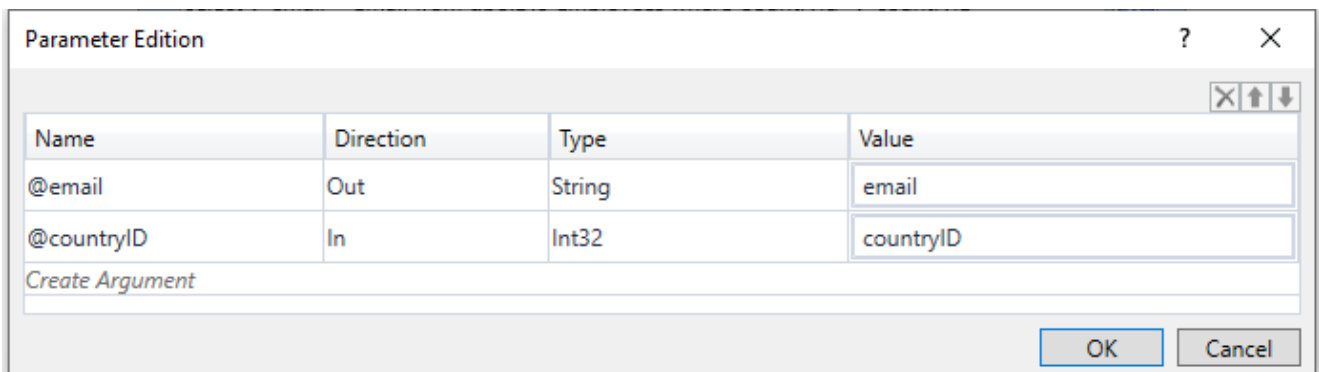 Parameter Edition ?
Name Direction Type Value
@email Out String email
@countryID In Int32 countryID
Create Argument
OK Cancel